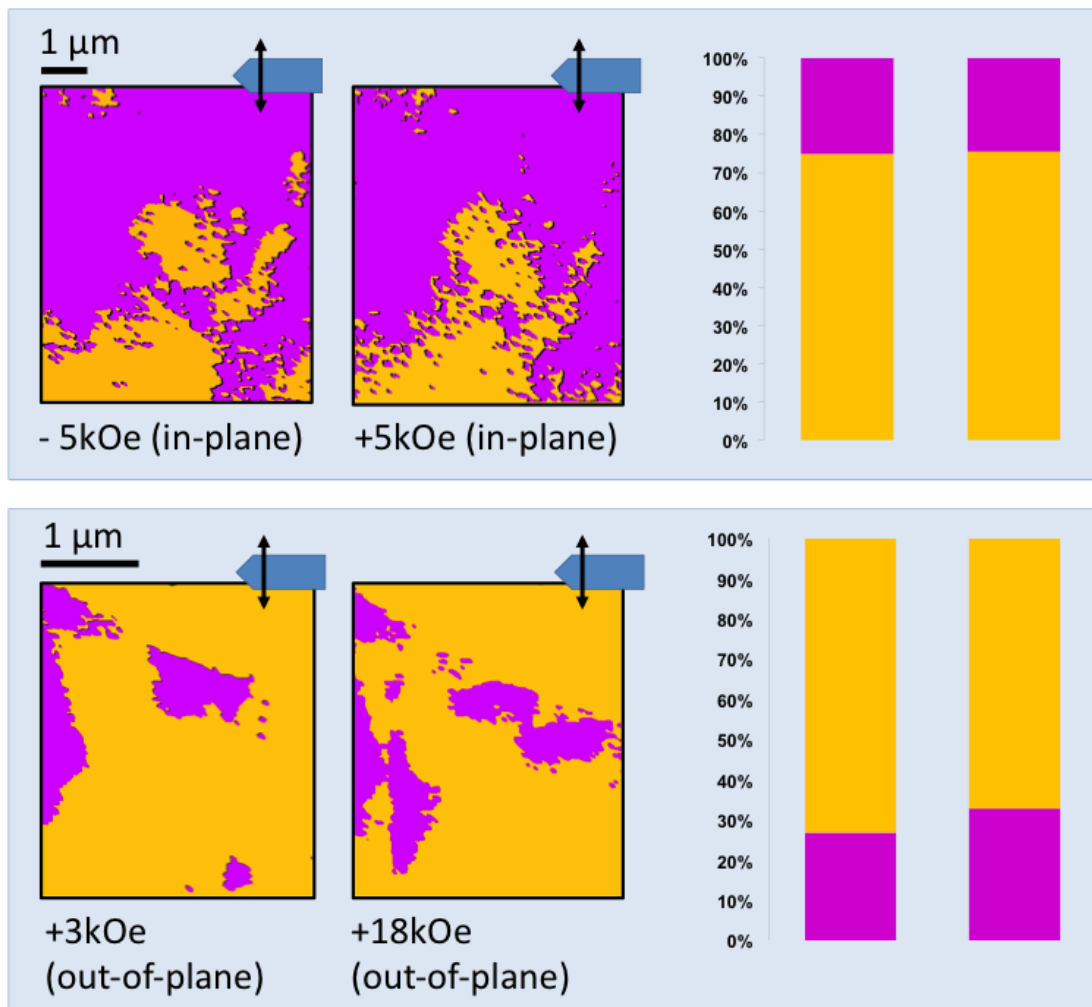 1 μm
- 5kOe (in-plane)
+5kOe (in-plane)
100%
90%
80%
70%
60%
50%
40%
30%
20%
10%
0%
1 μm
+3kOe
(out-of-plane)
+18kOe
(out-of-plane)
100%
90%
80%
70%
60%
50%
40%
30%
20%
10%
0%